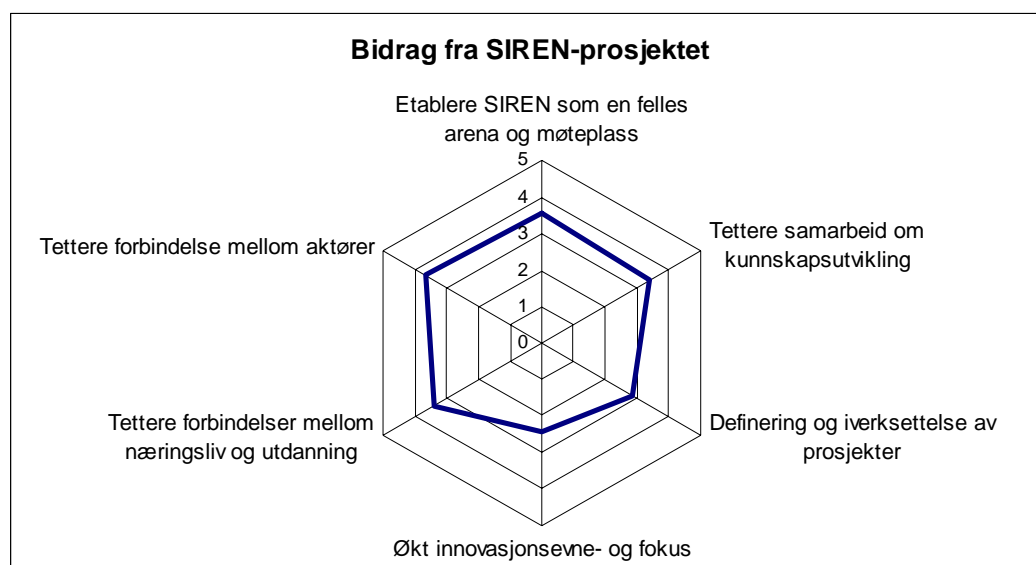 Bidrag fra SIREN-prosjektet
Etablere SIREN som en felles
arena og møteplass
5
4
3
2
1
0
Tettere samarbeid om
kunnskapsutvikling
Definering og iverksettelse av
prosjekter
Økt innovasjonsevne- og fokus
Tettere forbindelser mellom
næringsliv og utdanning
Tettere forbindelse mellom aktører